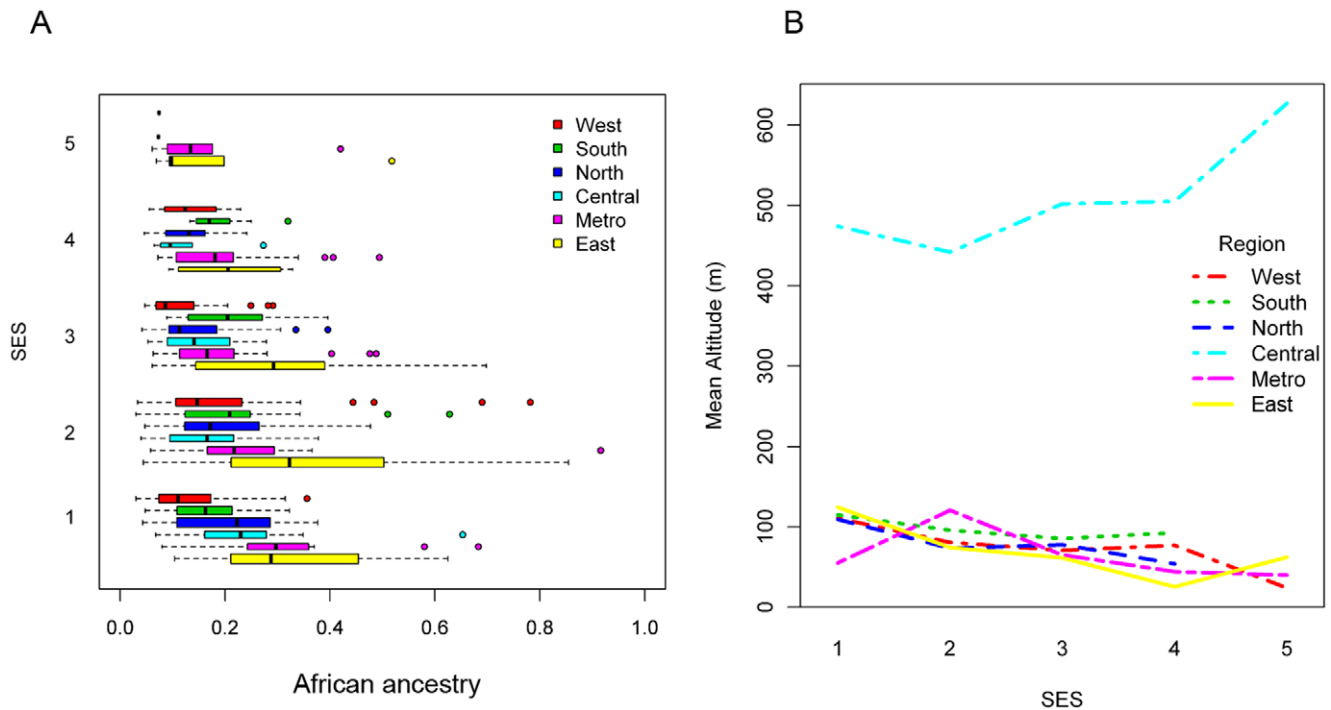 A
SES
5
4
3
2
1
West
South
North
Central
Metro
East
0.0 0.2 0.4 0.6 0.8 1.0
African ancestry
B
Mean Altitude (m)
600
500
400
300
200
100
0
Region
West
South
North
Central
Metro
East
1 2 3 4 5
SES